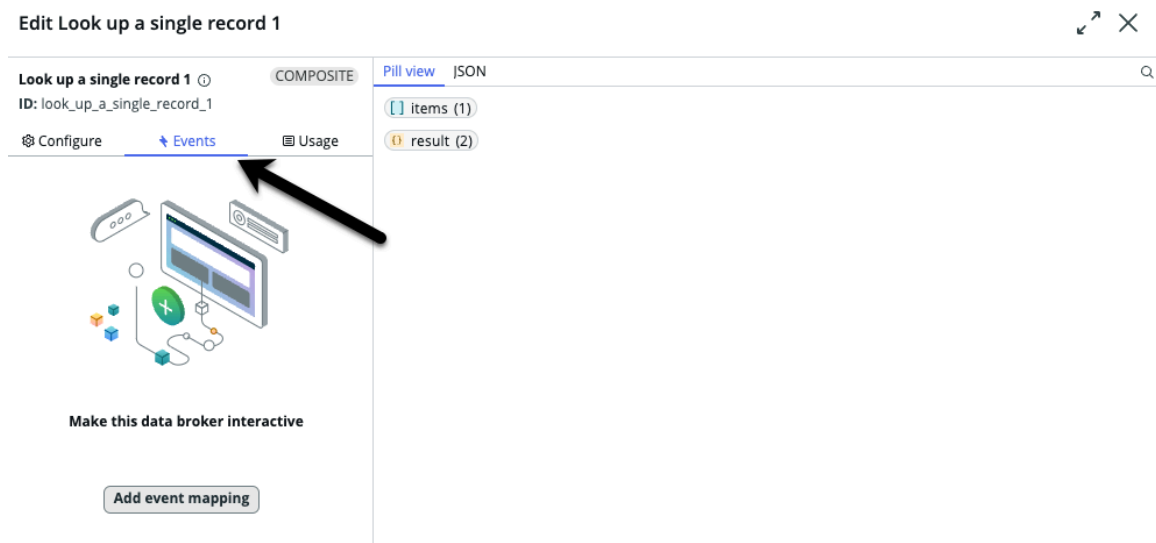 Edit Look up a single record 1
Look up a single record 1
COMPOSITE
ID: look_up_a_single_record_1
Configure
Events
Usage
Make this data broker interactive
Add event mapping
Pill view
JSON
[ ] items (1)
{} result (2)